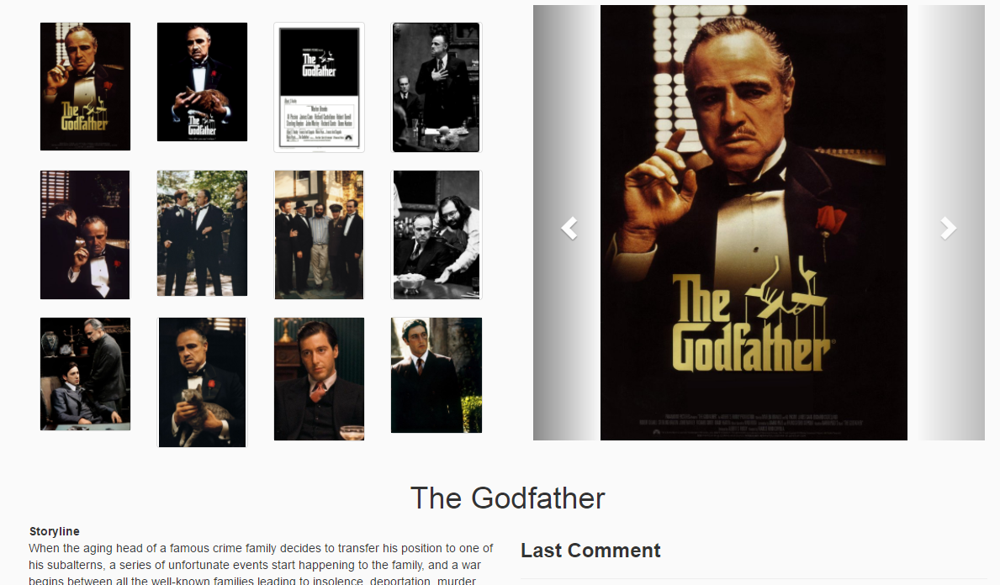 The
Godfather
The
Godfather
The
Godfather
Marlon Brando
The
Godfather
The Godfather
Storyline
When the aging head of a famous crime family decides to transfer his position to one of
his subalterns, a series of unfortunate events start happening to the family, and a war
begins between all the well-known families leading to insolence, deportation, murder
Last Comment